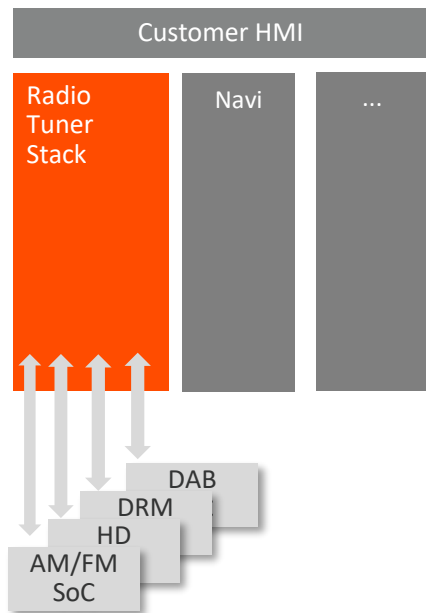 Customer HMI
Radio
Tuner
Stack
Navi
...
DAB
DRM
HD
AM/FM
SoC